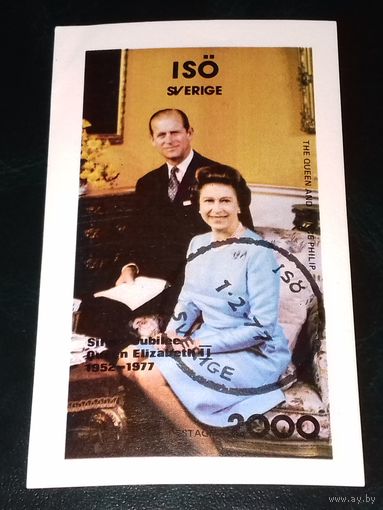 ISÖ
SVERIGE
THE QUEEN AND PHILIP
ISÖ
1·2·77
SVERIGE
Silver Jubilee
Queen Elizabeth II
1952-1977
2000
www.ay.by